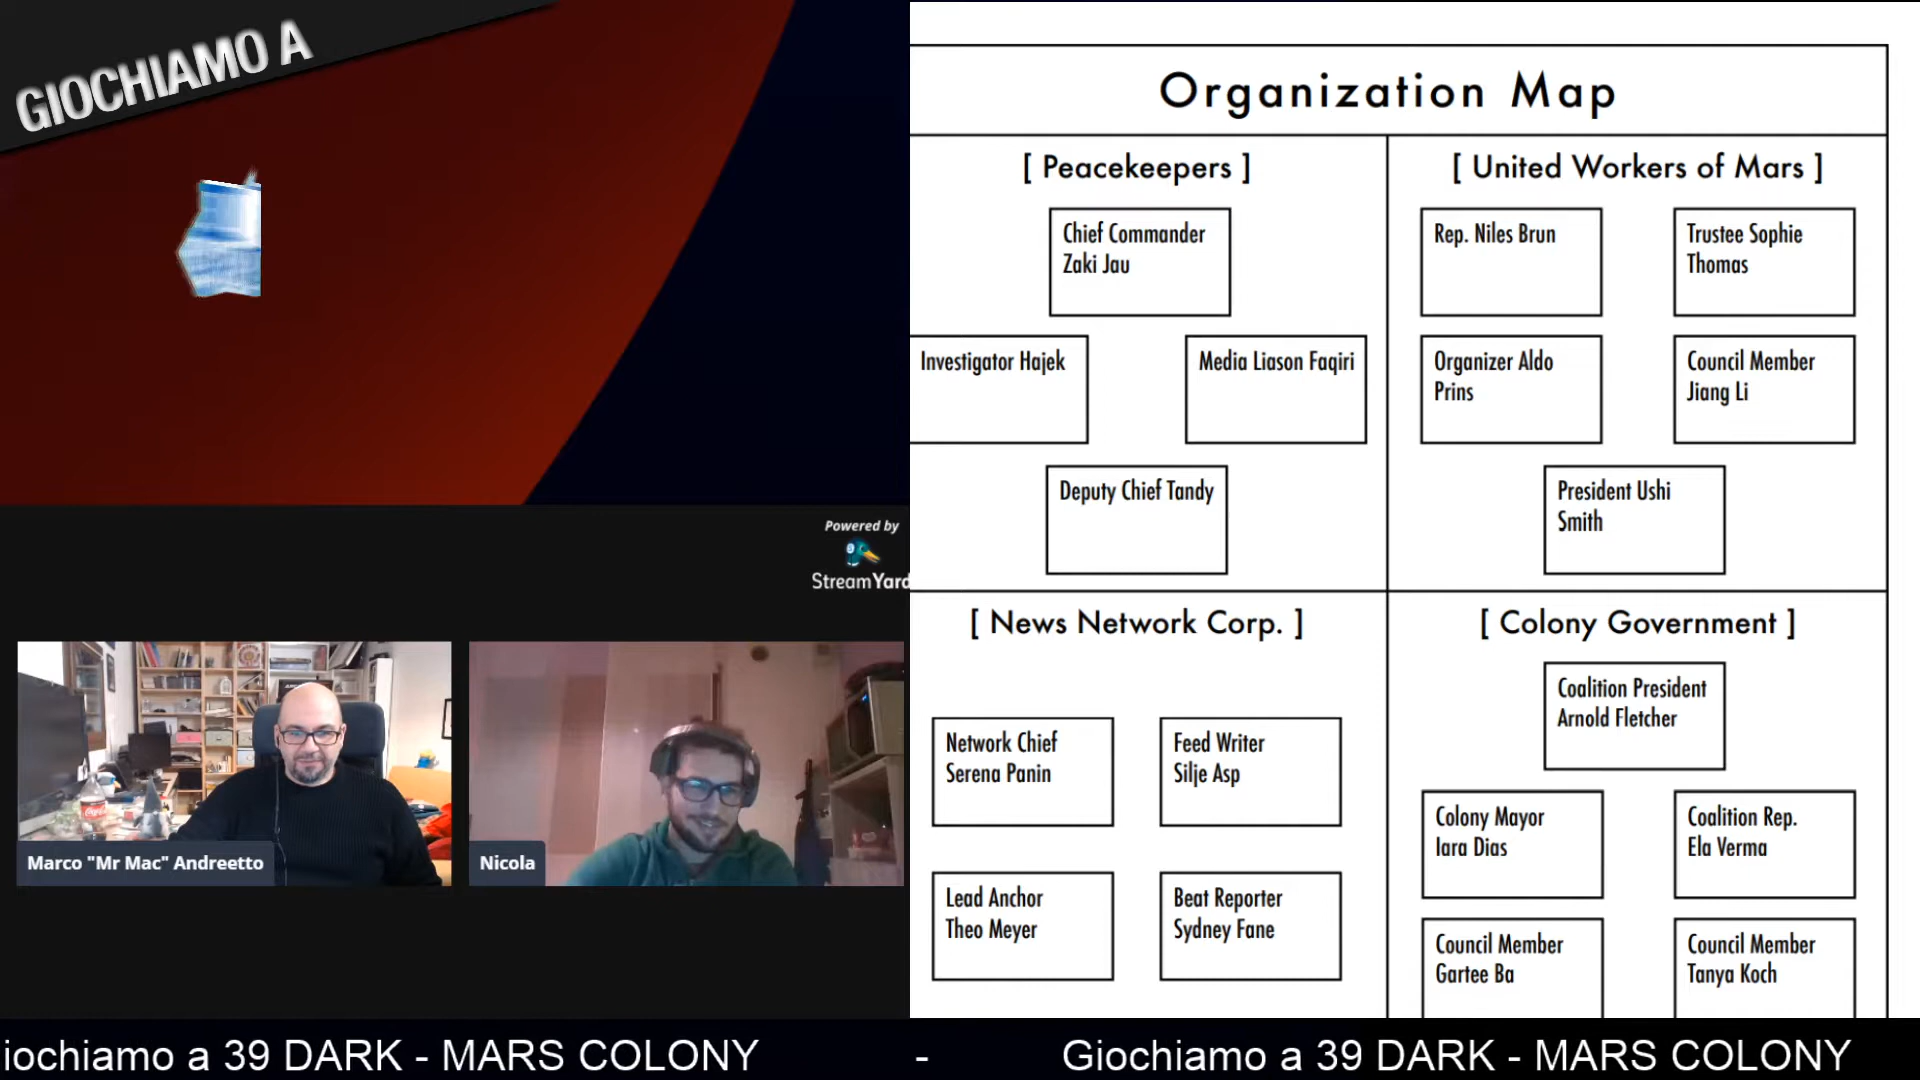 GIOCHIAMO A
Organization Map
[ Peacekeepers ]
Chief Commander
Zaki Jau
Investigator Hajek
Media Liason Faqiri
Deputy Chief Tandy
[ United Workers of Mars ]
Rep. Niles Brun
Trustee Sophie
Thomas
Organizer Aldo
Prins
Council Member
Jiang Li
President Ushi
Smith
[ News Network Corp. ]
Network Chief
Serena Panin
Feed Writer
Silje Asp
Lead Anchor
Theo Meyer
Beat Reporter
Sydney Fane
[ Colony Government ]
Coalition President
Arnold Fletcher
Colony Mayor
Iara Dias
Coalition Rep.
Ela Verma
Council Member
Gartee Ba
Council Member
Tanya Koch
Powered by
StreamYard
Marco "Mr Mac" Andreetto
Nicola
iochiamo a 39 DARK - MARS COLONY - Giochiamo a 39 DARK - MARS COLONY